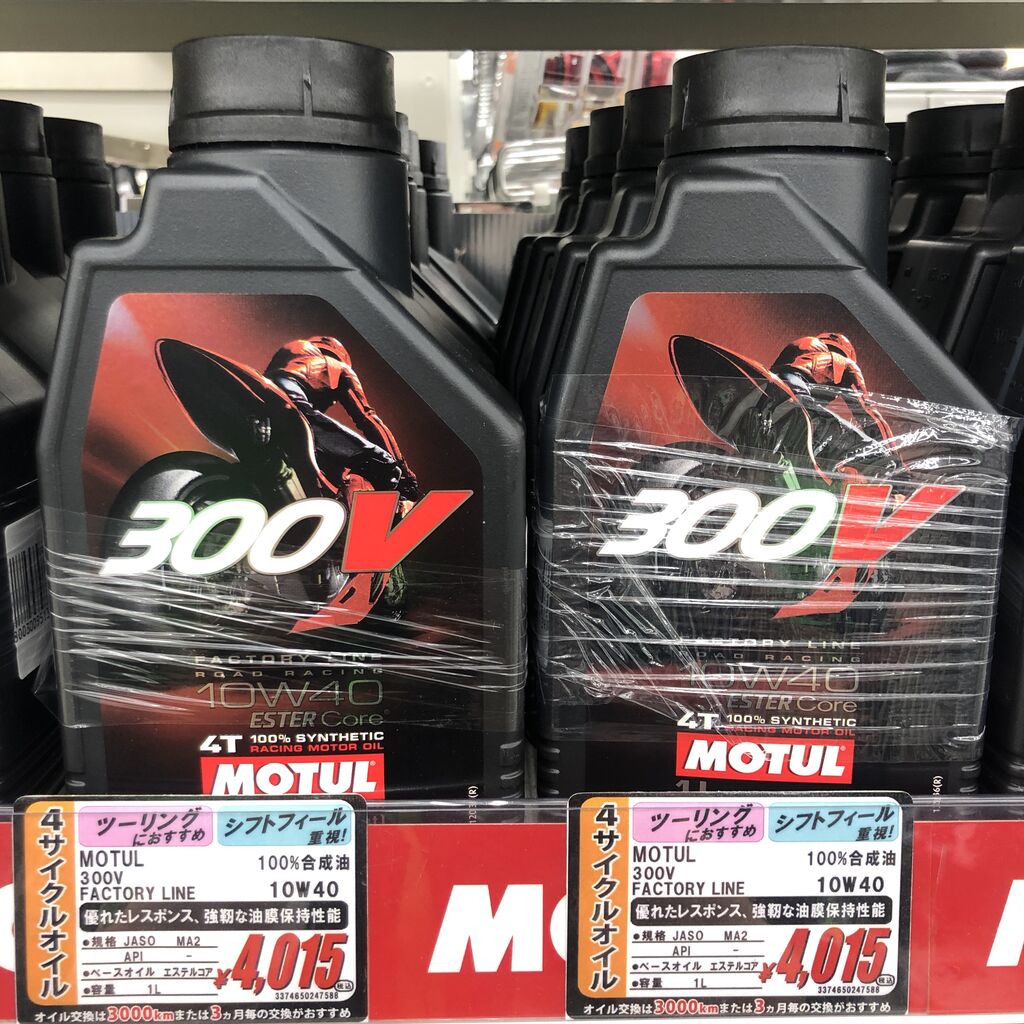 300V
FACTORY LINE
ROAD RACING
10W40
ESTER Core®
4T 100% SYNTHETIC
RACING MOTOR OIL
MOTUL®
300V
FACTORY LINE
ROAD RACING
10W40
ESTER Core®
4T 100% SYNTHETIC
RACING MOTOR OIL
MOTUL®
1L
4サイクルオイル
ツーリングにおすすめ
シフトフィール重視!
MOTUL 100%合成油
300V
FACTORY LINE 10W40
優れたレスポンス、強靭な油膜保持性能
●規格 JASO MA2
API -
●ベースオイル エステルコア
●容量 1L
¥4,015税込
3374650247588
オイル交換は3000kmまたは3ヵ月毎の交換がおすすめ
M
4サイクルオイル
ツーリングにおすすめ
シフトフィール重視!
MOTUL 100%合成油
300V
FACTORY LINE 10W40
優れたレスポンス、強靭な油膜保持性能
●規格 JASO MA2
API -
●ベースオイル エステルコア
●容量 1L
¥4,015税込
3374650247588
オイル交換は3000kmまたは3ヵ月毎の交換がおすすめ